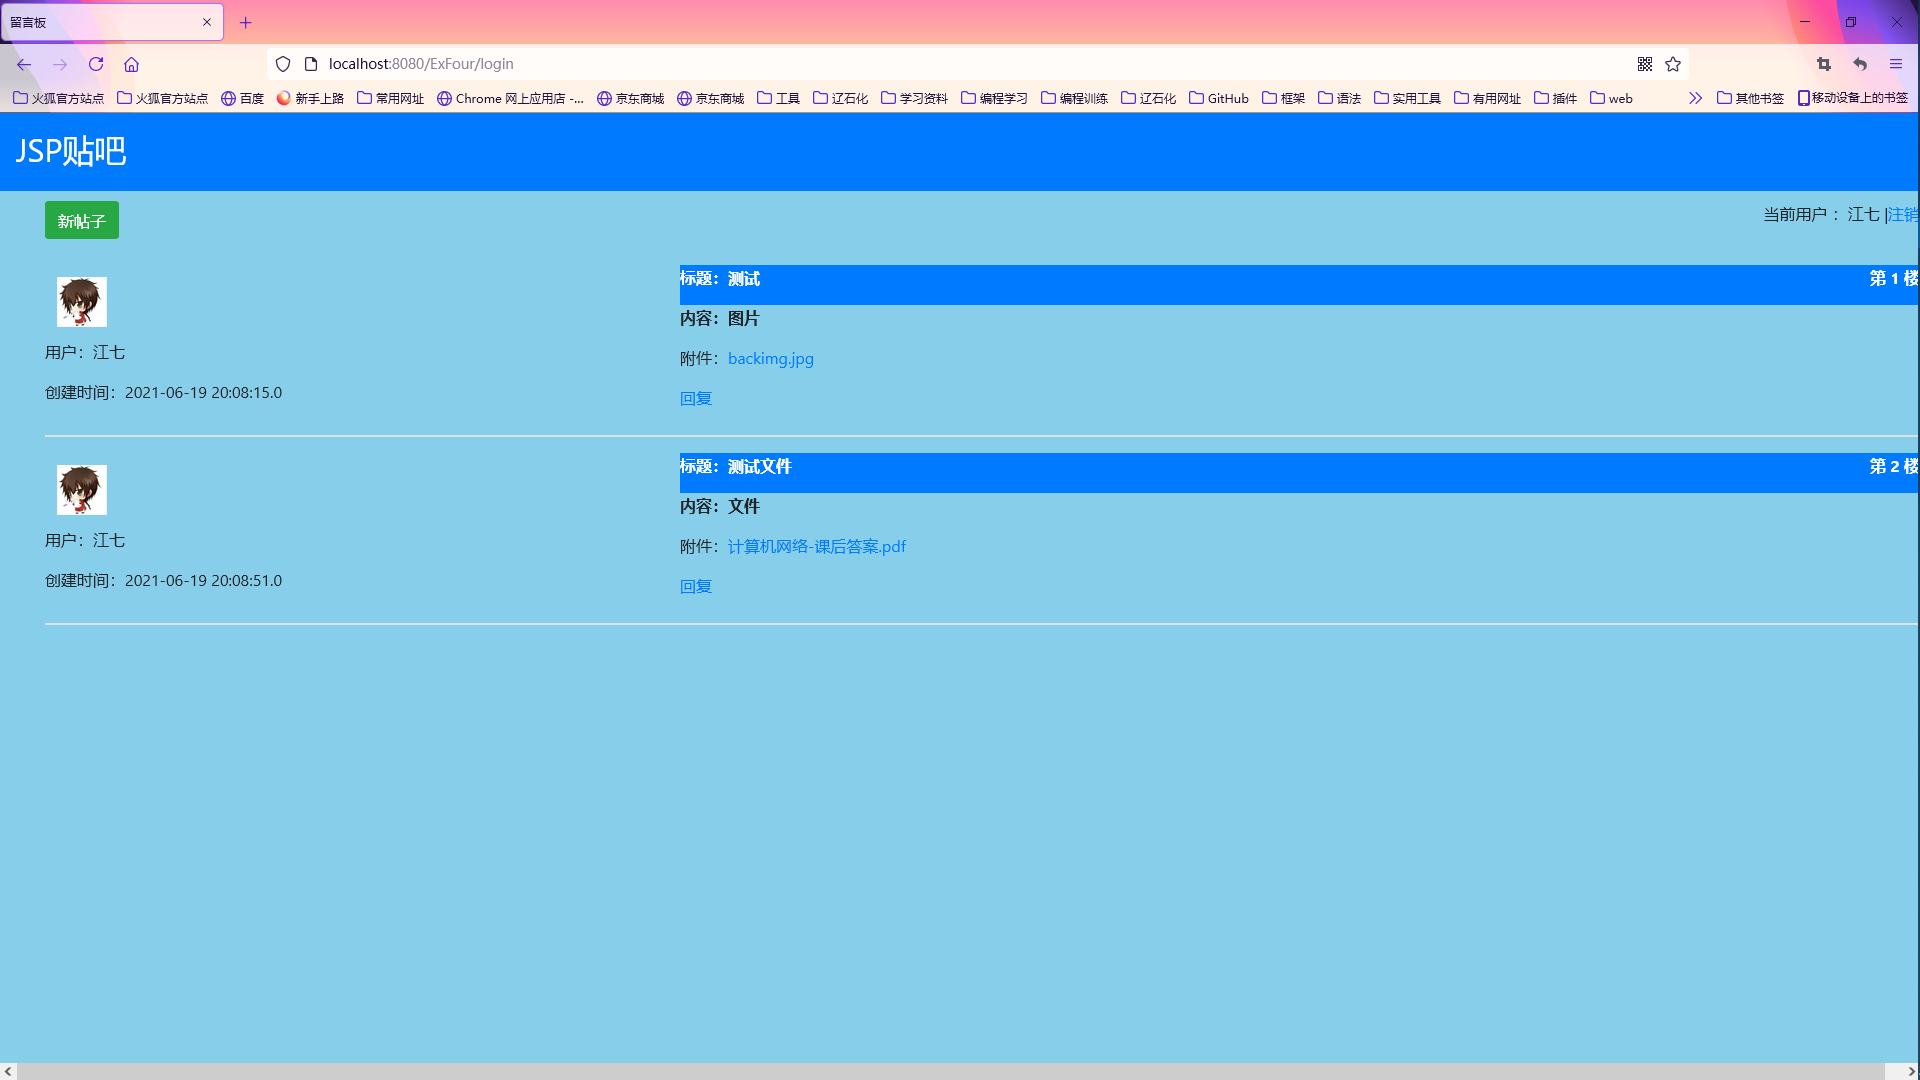 留言板
localhost:8080/ExFour/login
火狐官方站点 火狐官方站点 百度 新手上路 常用网址 Chrome 网上应用店 -... 京东商城 京东商城 工具 辽石化 学习资料 编程学习 编程训练 辽石化 GitHub 框架 语法 实用工具 有用网址 插件 web 其他书签 移动设备上的书签
JSP贴吧
新帖子 当前用户 : 江七 |注销
标题：测试 第 1 楼
内容：图片
用户：江七
附件：backimg.jpg
创建时间：2021-06-19 20:08:15.0
回复
标题：测试文件 第 2 楼
内容：文件
用户：江七
附件：计算机网络-课后答案.pdf
创建时间：2021-06-19 20:08:51.0
回复